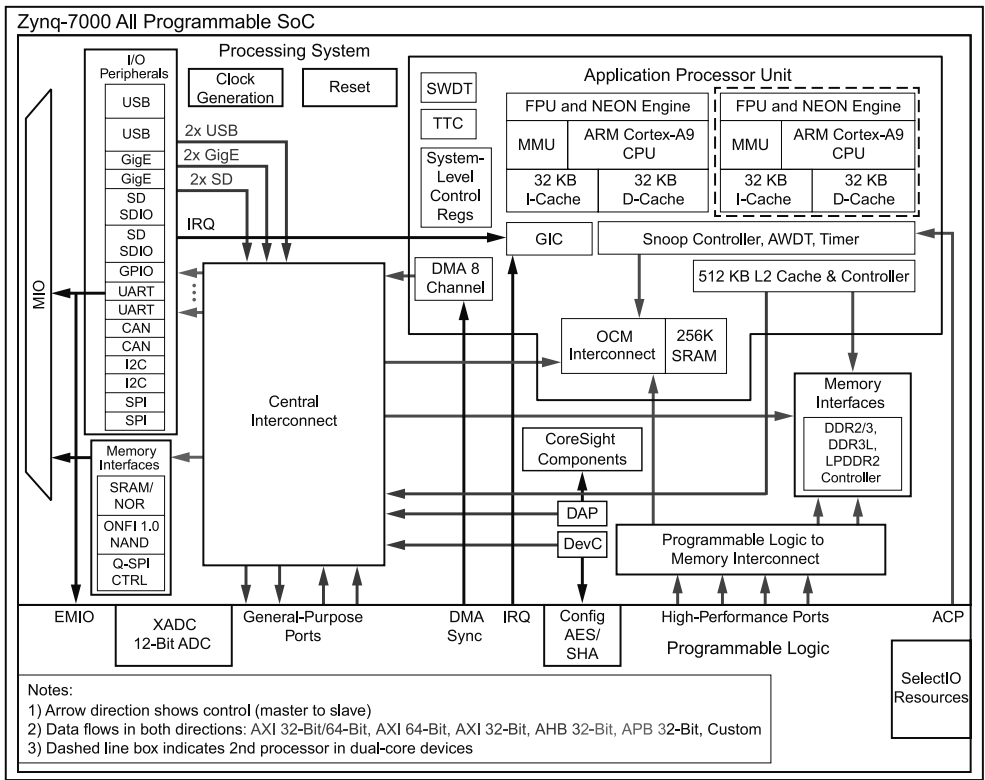 Zynq-7000 All Programmable SoC
Processing System
I/O
Peripherals
USB
USB
GigE
GigE
SD
SDIO
SD
SDIO
GPIO
UART
UART
CAN
CAN
I2C
I2C
SPI
SPI
MIO
Clock
Generation
Reset
2x USB
2x GigE
2x SD
IRQ
SWDT
TTC
System-
Level
Control
Regs
Application Processor Unit
FPU and NEON Engine
MMU
ARM Cortex-A9
CPU
32 KB
I-Cache
32 KB
D-Cache
FPU and NEON Engine
MMU
ARM Cortex-A9
CPU
32 KB
I-Cache
32 KB
D-Cache
GIC
Snoop Controller, AWDT, Timer
DMA 8
Channel
512 KB L2 Cache & Controller
OCM
Interconnect
256K
SRAM
Central
Interconnect
Memory
Interfaces
DDR2/3,
DDR3L,
LPDDR2
Controller
CoreSight
Components
DAP
DevC
Programmable Logic to
Memory Interconnect
Memory
Interfaces
SRAM/
NOR
ONFI 1.0
NAND
Q-SPI
CTRL
EMIO
XADC
12-Bit ADC
General-Purpose
Ports
DMA
Sync
IRQ
Config
AES/
SHA
High-Performance Ports
ACP
Programmable Logic
SelectIO
Resources
Notes:
1) Arrow direction shows control (master to slave)
2) Data flows in both directions: AXI 32-Bit/64-Bit, AXI 64-Bit, AXI 32-Bit, AHB 32-Bit, APB 32-Bit, Custom
3) Dashed line box indicates 2nd processor in dual-core devices